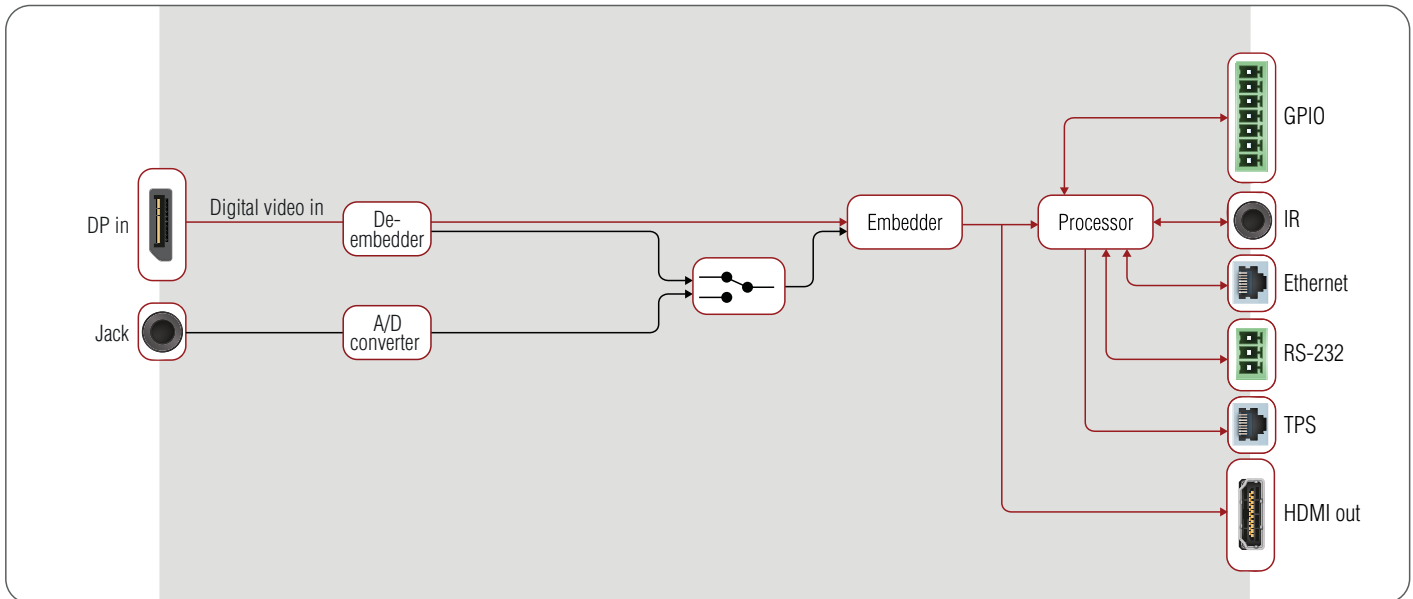 DP in
Digital video in
De-
embedder
Jack
A/D
converter
Embedder
Processor
GPIO
IR
Ethernet
RS-232
TPS
HDMI out